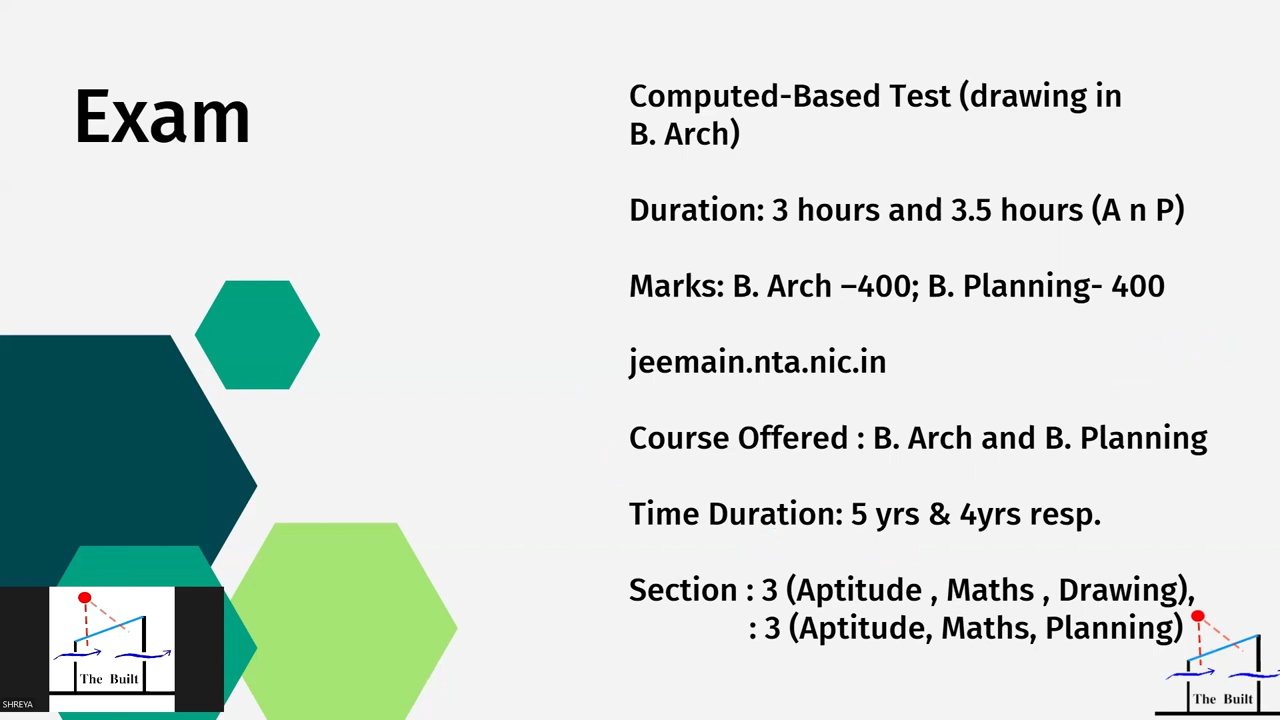 Exam
Computed-Based Test (drawing in
B. Arch)
Duration: 3 hours and 3.5 hours (A n P)
Marks: B. Arch –400; B. Planning- 400
jeemain.nta.nic.in
Course Offered : B. Arch and B. Planning
Time Duration: 5 yrs & 4yrs resp.
Section : 3 (Aptitude , Maths , Drawing),
: 3 (Aptitude, Maths, Planning)
The Built
SHREYA
The Built